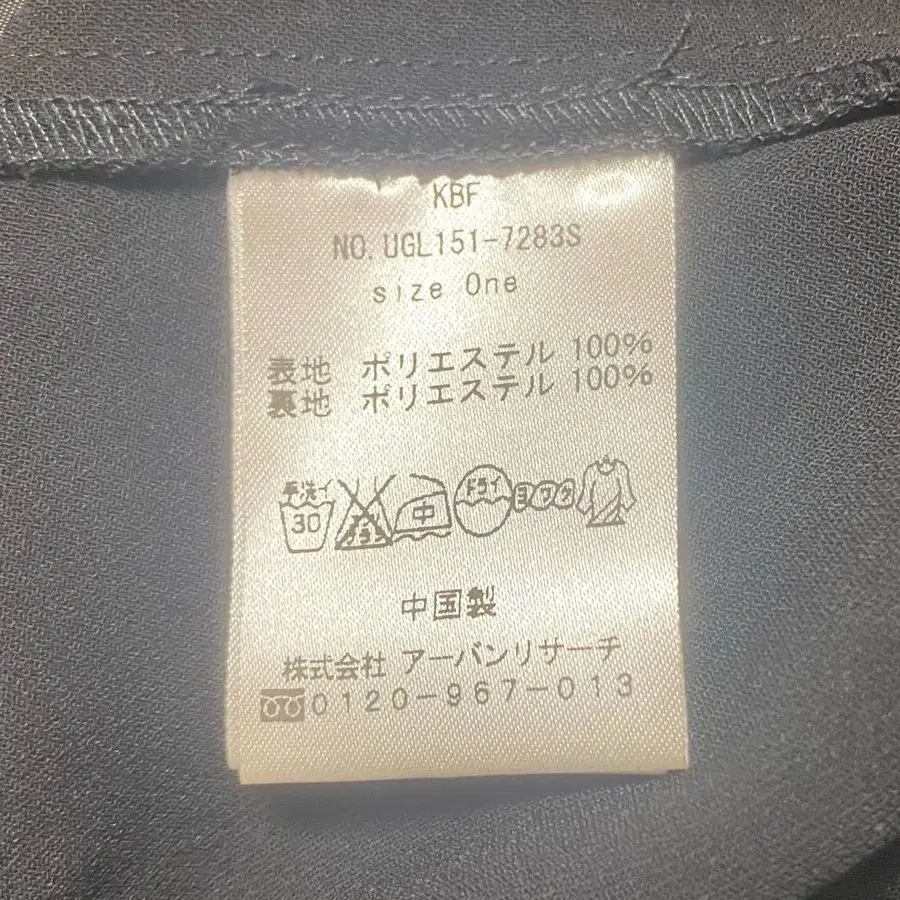 KBF
NO. UGL151-7283S
size One
表地 ポリエステル 100%
裏地 ポリエステル 100%
手洗イ 30 中 ドライ ヨワク
中国製
株式会社 アーバンリサーチ
0120-967-013